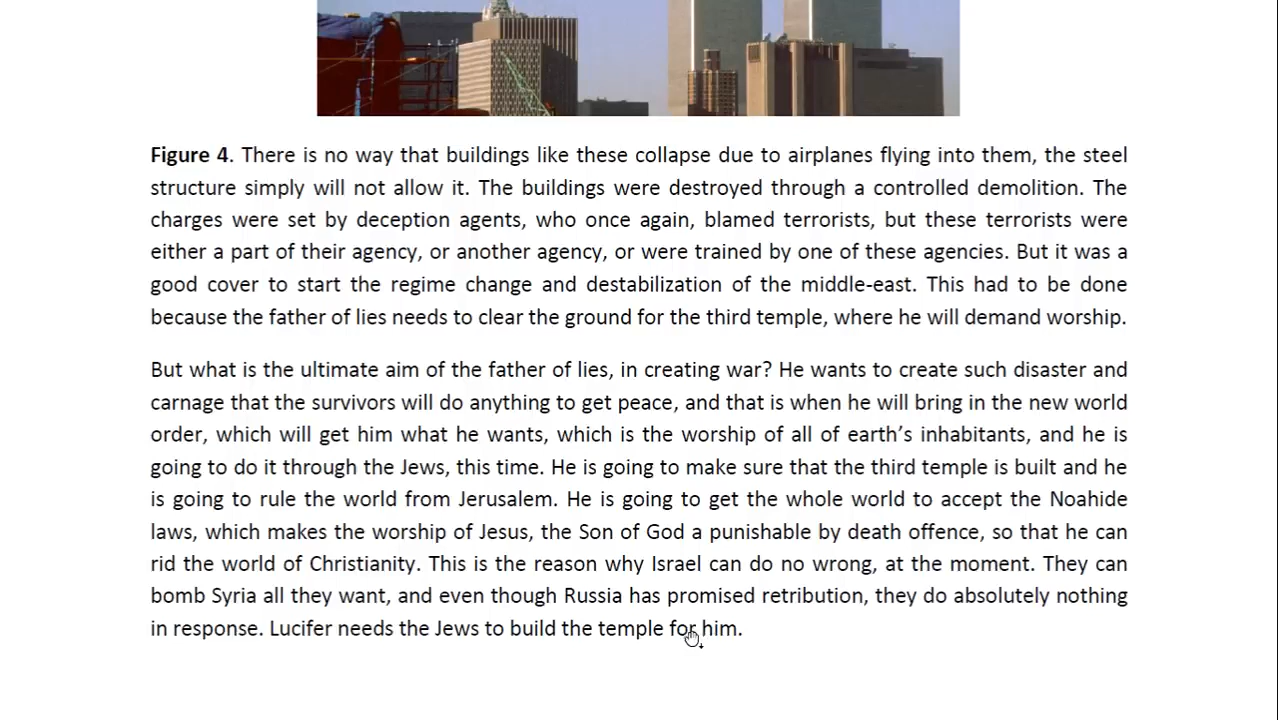 Figure 4. There is no way that buildings like these collapse due to airplanes flying into them, the steel
structure simply will not allow it. The buildings were destroyed through a controlled demolition. The
charges were set by deception agents, who once again, blamed terrorists, but these terrorists were
either a part of their agency, or another agency, or were trained by one of these agencies. But it was a
good cover to start the regime change and destabilization of the middle-east. This had to be done
because the father of lies needs to clear the ground for the third temple, where he will demand worship.
But what is the ultimate aim of the father of lies, in creating war? He wants to create such disaster and
carnage that the survivors will do anything to get peace, and that is when he will bring in the new world
order, which will get him what he wants, which is the worship of all of earth’s inhabitants, and he is
going to do it through the Jews, this time. He is going to make sure that the third temple is built and he
is going to rule the world from Jerusalem. He is going to get the whole world to accept the Noahide
laws, which makes the worship of Jesus, the Son of God a punishable by death offence, so that he can
rid the world of Christianity. This is the reason why Israel can do no wrong, at the moment. They can
bomb Syria all they want, and even though Russia has promised retribution, they do absolutely nothing
in response. Lucifer needs the Jews to build the temple for him.